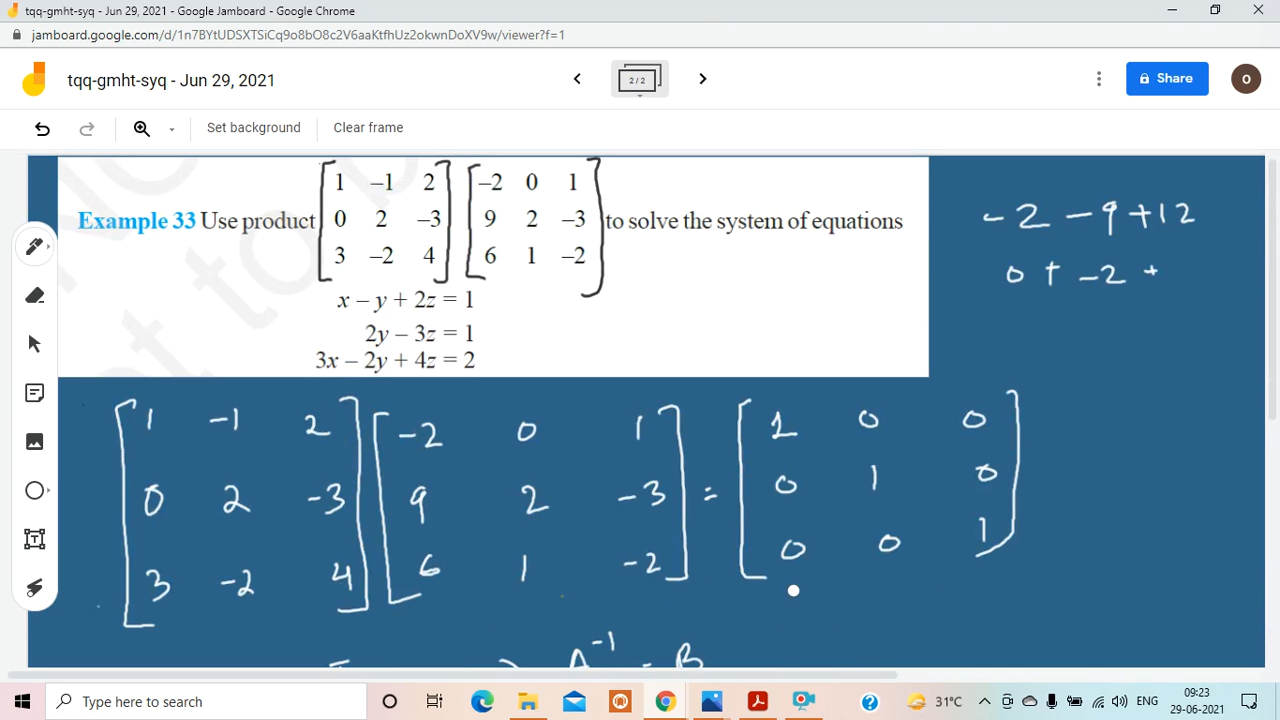 tqq-gmht-syq - Jun 29, 2021 - Google Jamboard - Google Chrome
jamboard.google.com/d/1n7BYtUDSXTSiCq9o8bO8c2V6aaKtfhUz2okwnDoXV9w/viewer?f=1
tqq-gmht-syq - Jun 29, 2021
2 / 2
Share
O
Set background
Clear frame
Example 33 Use product [1 –1 2; 0 2 –3; 3 –2 4] [–2 0 1; 9 2 –3; 6 1 –2] to solve the system of equations
x – y + 2z = 1
2y – 3z = 1
3x – 2y + 4z = 2
-2 -9 +12
0 + -2 +
[1 -1 2] [-2 0 1] [1 0 0]
[0 2 -3] [9 2 -3] = [0 1 0]
[3 -2 4] [6 1 -2] [0 0 1]
A⁻¹ = B
Type here to search
31°C
ENG
09:23
29-06-2021